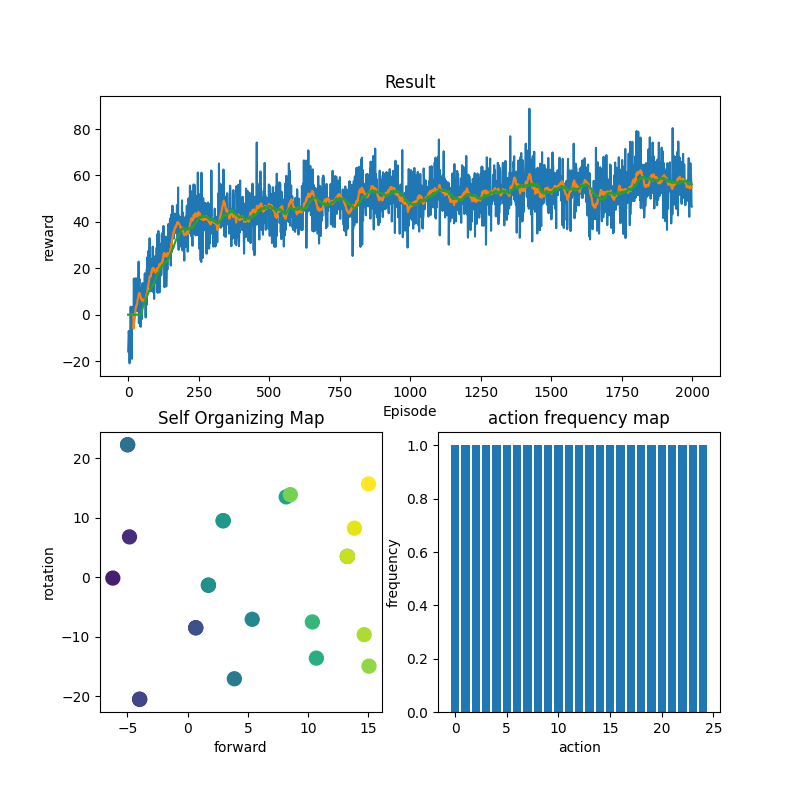 Result
reward
80
60
40
20
0
−20
0 250 500 750 1000 1250 1500 1750 2000
Episode
Self Organizing Map
rotation
20
10
0
−10
−20
−5 0 5 10 15
forward
action frequency map
frequency
1.0
0.8
0.6
0.4
0.2
0.0
0 5 10 15 20 25
action